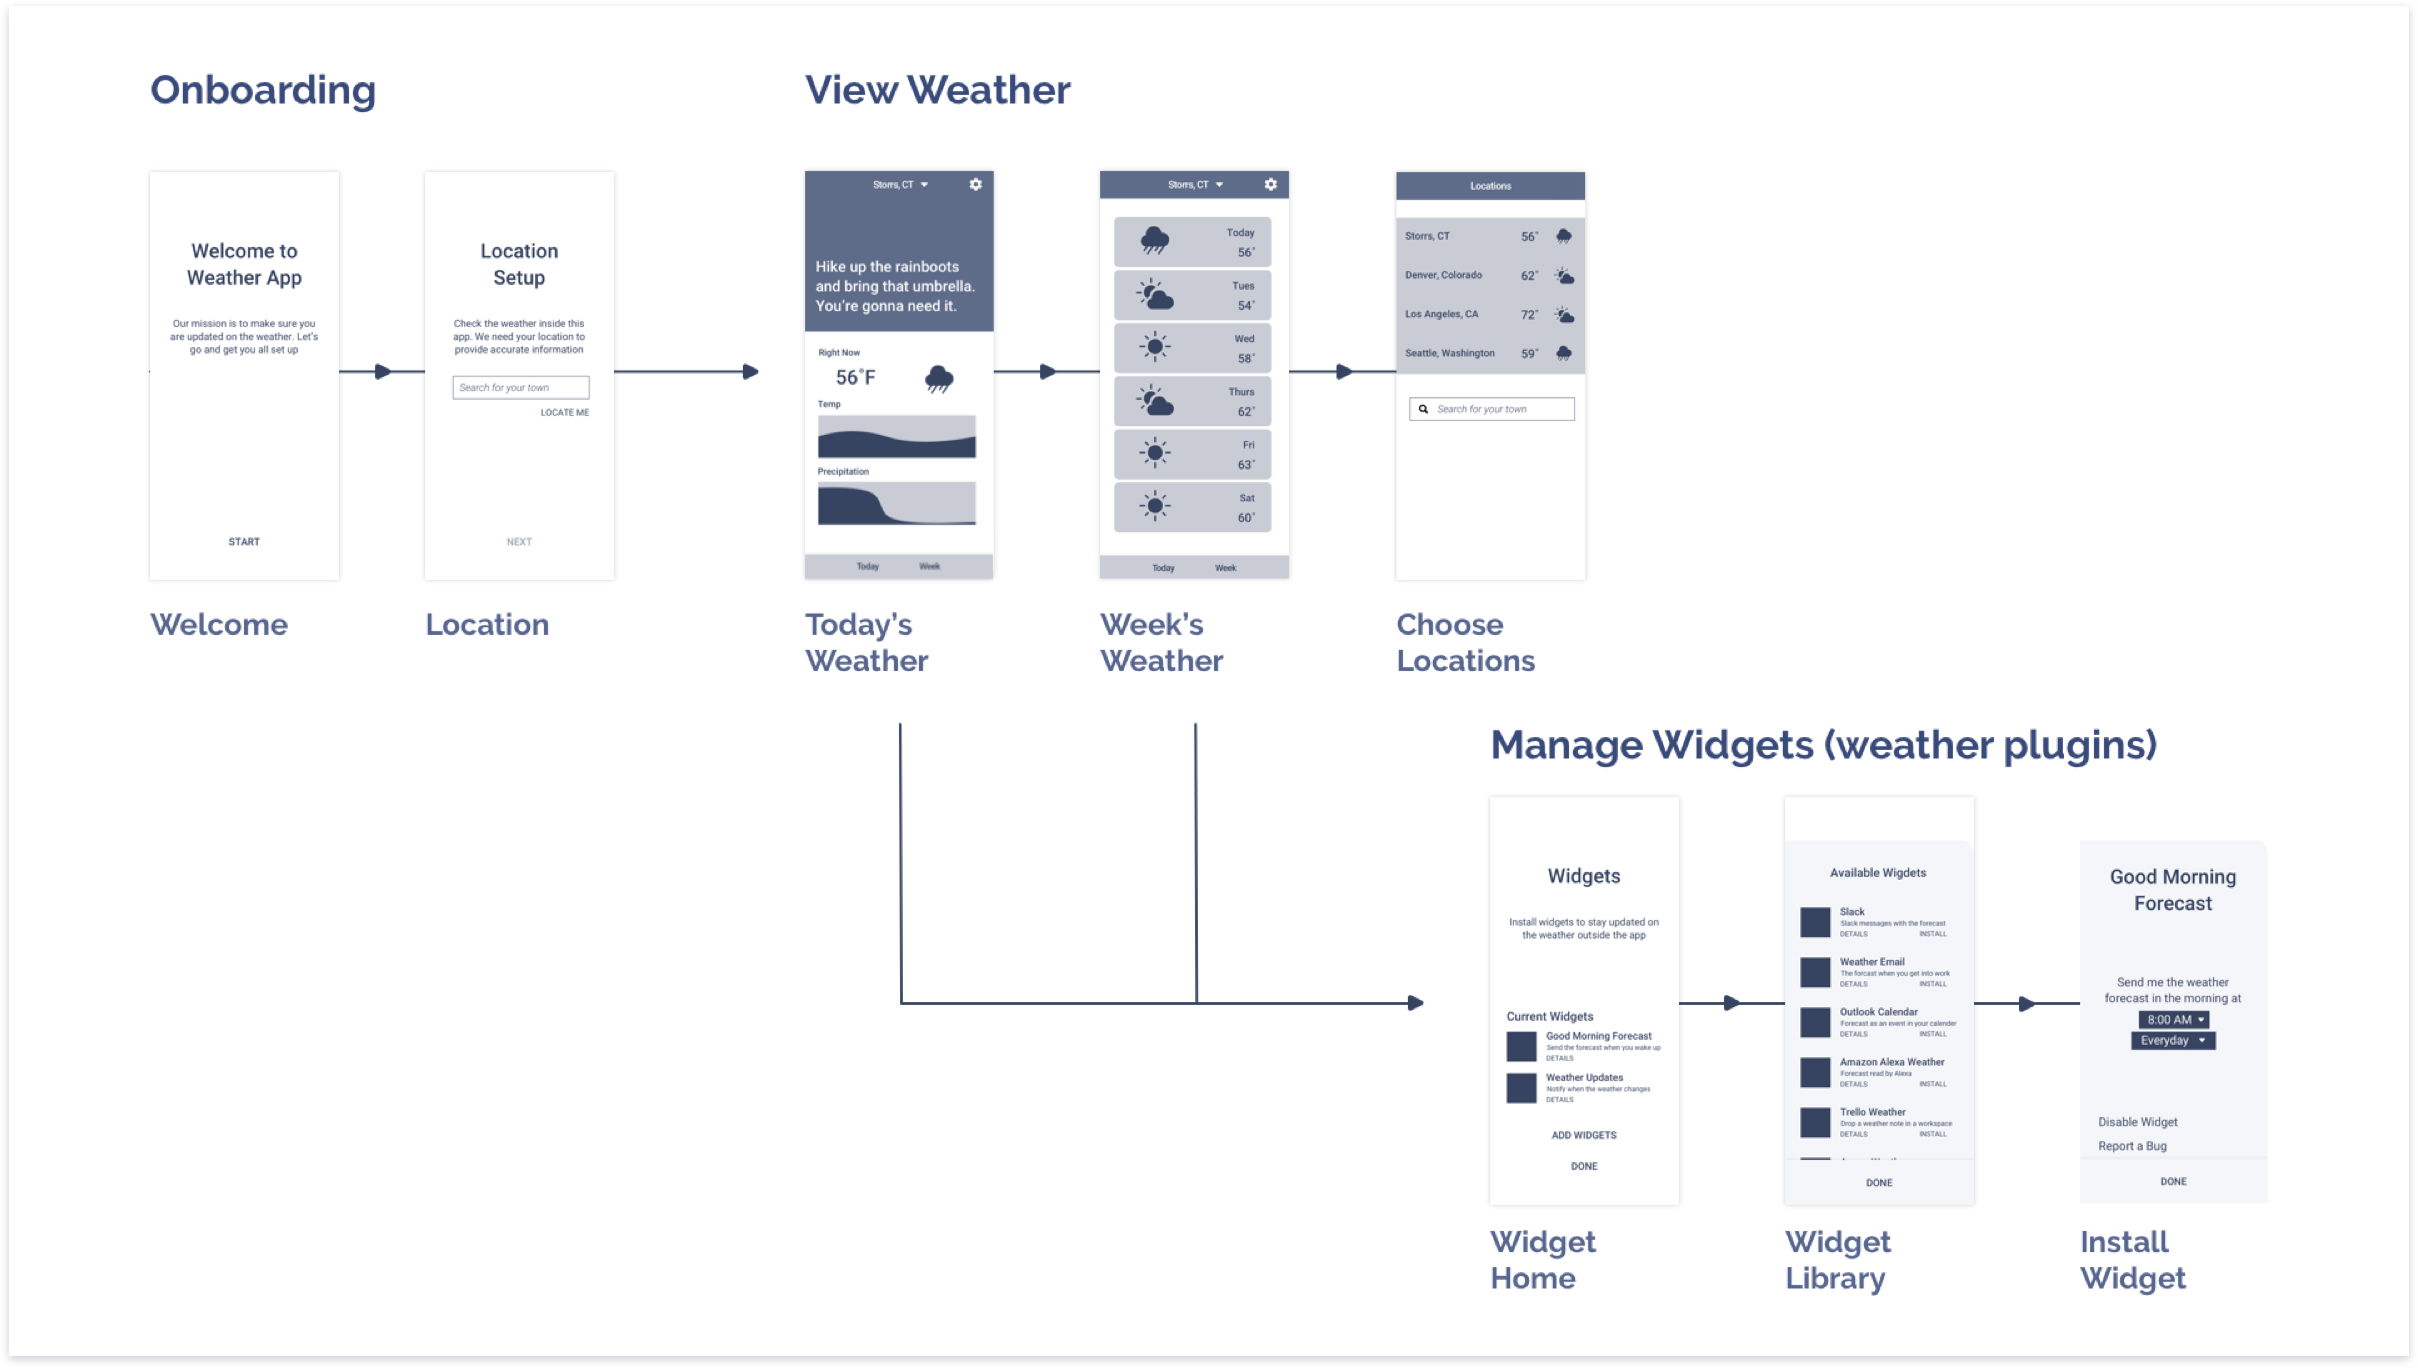 Onboarding
View Weather
Welcome to
Weather App
Our mission is to make sure you
are updated on the weather. Let's
go and get you all set up
START
Welcome
Location
Setup
Check the weather inside this
app. We need your location to
provide accurate information
Search for your town
LOCATE ME
NEXT
Location
Storrs, CT
Hike up the rainboots
and bring that umbrella.
You're gonna need it.
Right Now
56°F
Temp
Precipitation
Today Week
Today's
Weather
Storrs, CT
Today
56°
Tues
54°
Wed
58°
Thurs
62°
Fri
63°
Sat
60°
Today Week
Week's
Weather
Locations
Storrs, CT 56°
Denver, Colorado 62°
Los Angeles, CA 72°
Seattle, Washington 59°
Search for your town
Choose
Locations
Manage Widgets (weather plugins)
Widgets
Install widgets to stay updated on
the weather outside the app
Current Widgets
Good Morning Forecast
Send the forecast when you wake up
DETAILS
Weather Updates
Notify when the weather changes
DETAILS
ADD WIDGETS
DONE
Widget
Home
Available Wigdets
Slack
Slack messages with the forecast
DETAILS INSTALL
Weather Email
The forcast when you get into work
DETAILS INSTALL
Outlook Calendar
Forecast as an event in your calender
DETAILS INSTALL
Amazon Alexa Weather
Forecast read by Alexa
DETAILS INSTALL
Trello Weather
Drop a weather note in a workspace
DETAILS INSTALL
DONE
Widget
Library
Good Morning
Forecast
Send me the weather
forecast in the morning at
8:00 AM
Everyday
Disable Widget
Report a Bug
DONE
Install
Widget